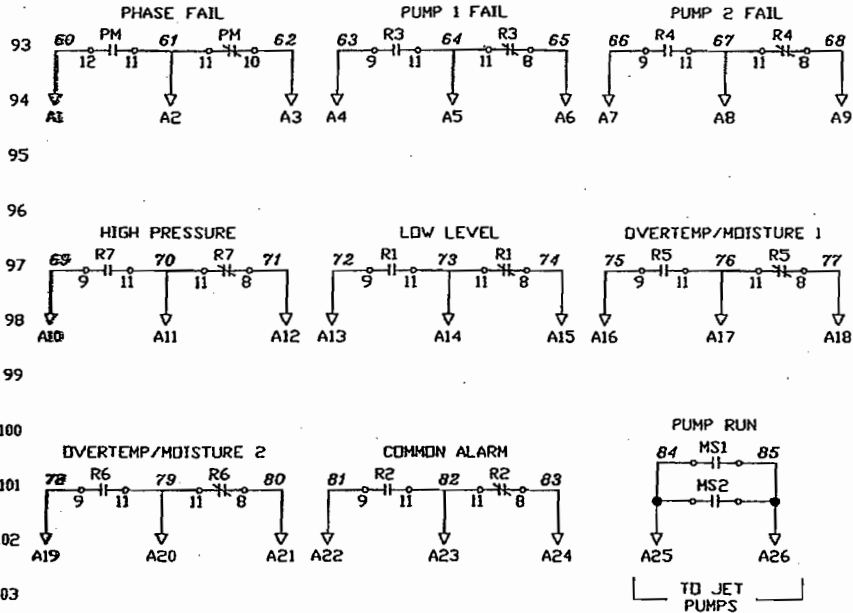 PHASE FAIL PUMP 1 FAIL PUMP 2 FAIL
93 60 PM 61 PM 62 63 R3 64 R3 65 66 R4 67 R4 68
12 11 11 10 9 11 11 8 9 11 11 8
94
A1 A2 A3 A4 A5 A6 A7 A8 A9
95
96
HIGH PRESSURE LOW LEVEL OVERTEMP/MOISTURE 1
97 69 R7 70 R7 71 72 R1 73 R1 74 75 R5 76 R5 77
9 11 11 8 9 11 11 8 9 11 11 8
98
A10 A11 A12 A13 A14 A15 A16 A17 A18
99
100 PUMP RUN
OVERTEMP/MOISTURE 2 COMMON ALARM 84 MS1 85
101 78 R6 79 R6 80 81 R2 82 R2 83 MS2
9 11 11 8 9 11 11 8
02
A19 A20 A21 A22 A23 A24 A25 A26
03 TO JET
PUMPS